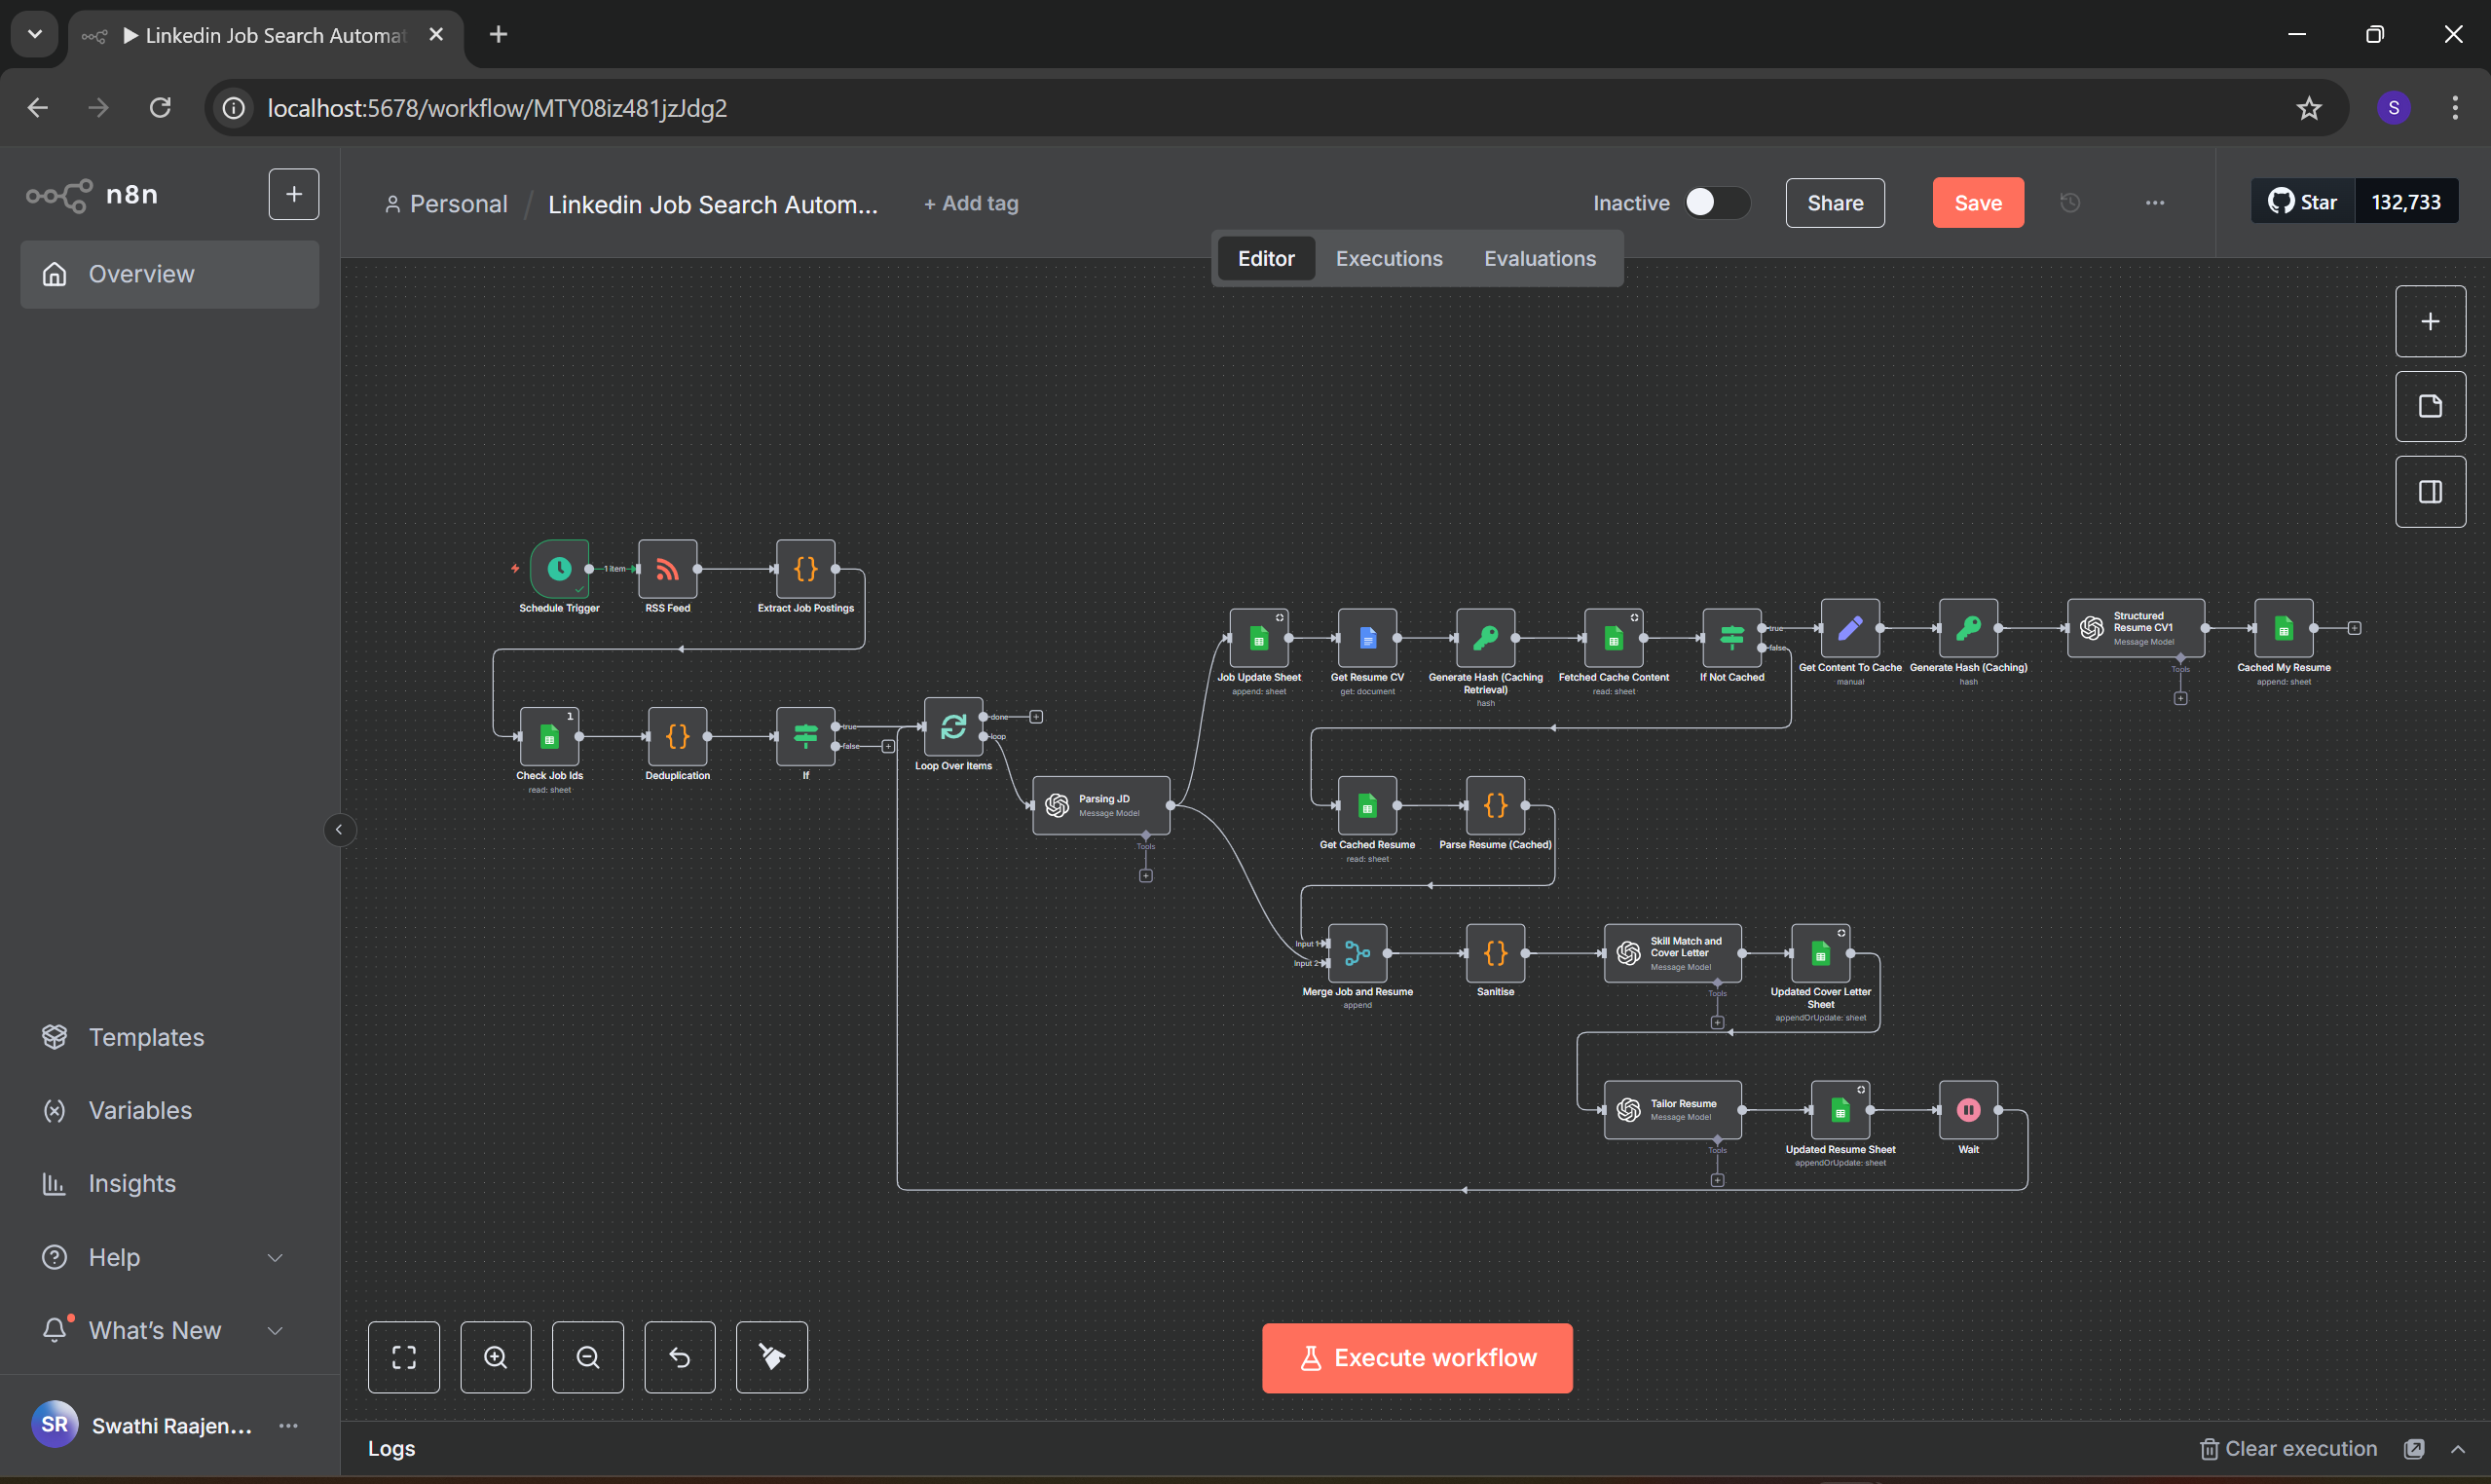 Linkedin Job Search Automat
localhost:5678/workflow/MTY08iz481jzJdg2
S
n8n
Personal / Linkedin Job Search Autom...
+ Add tag
Inactive
Share
Save
Star
132,733
Editor
Executions
Evaluations
Overview
Schedule Trigger
1 item
RSS Feed
Extract Job Postings
1
Check Job Ids
read: sheet
Deduplication
If
true
false
Loop Over Items
done
loop
Parsing JD
Message Model
Tools
Job Update Sheet
append: sheet
Get Resume CV
get: document
Generate Hash (Caching
Retrieval)
hash
Fetched Cache Content
read: sheet
If Not Cached
true
false
Get Content To Cache
manual
Generate Hash (Caching)
hash
Structured
Resume CV1
Message Model
Tools
Cached My Resume
append: sheet
Get Cached Resume
read: sheet
Parse Resume (Cached)
Input 1
Input 2
Merge Job and Resume
append
Sanitise
Skill Match and
Cover Letter
Message Model
Tools
Updated Cover Letter
Sheet
appendOrUpdate: sheet
Tailor Resume
Message Model
Tools
Updated Resume Sheet
appendOrUpdate: sheet
Wait
Templates
Variables
Insights
Help
What's New
SR
Swathi Raajen...
Execute workflow
Logs
Clear execution